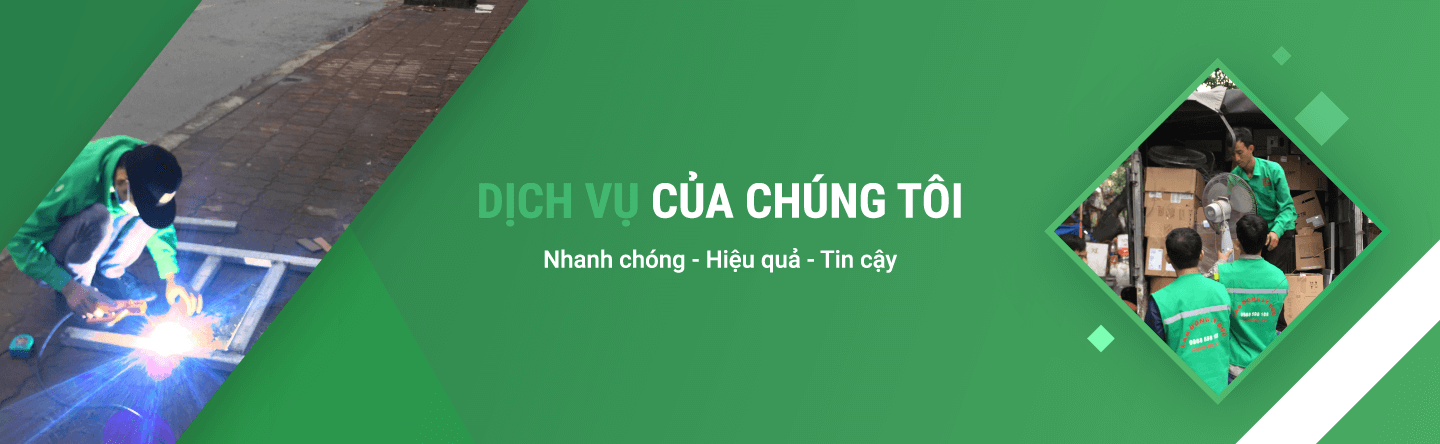 DỊCH VỤ CỦA CHÚNG TÔI
Nhanh chóng - Hiệu quả - Tin cậy